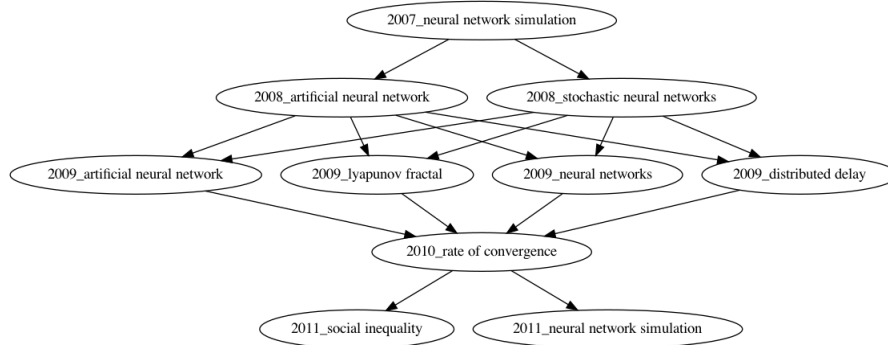 2007_neural network simulation
2008_artificial neural network
2008_stochastic neural networks
2009_artificial neural network
2009_lyapunov fractal
2009_neural networks
2009_distributed delay
2010_rate of convergence
2011_social inequality
2011_neural network simulation